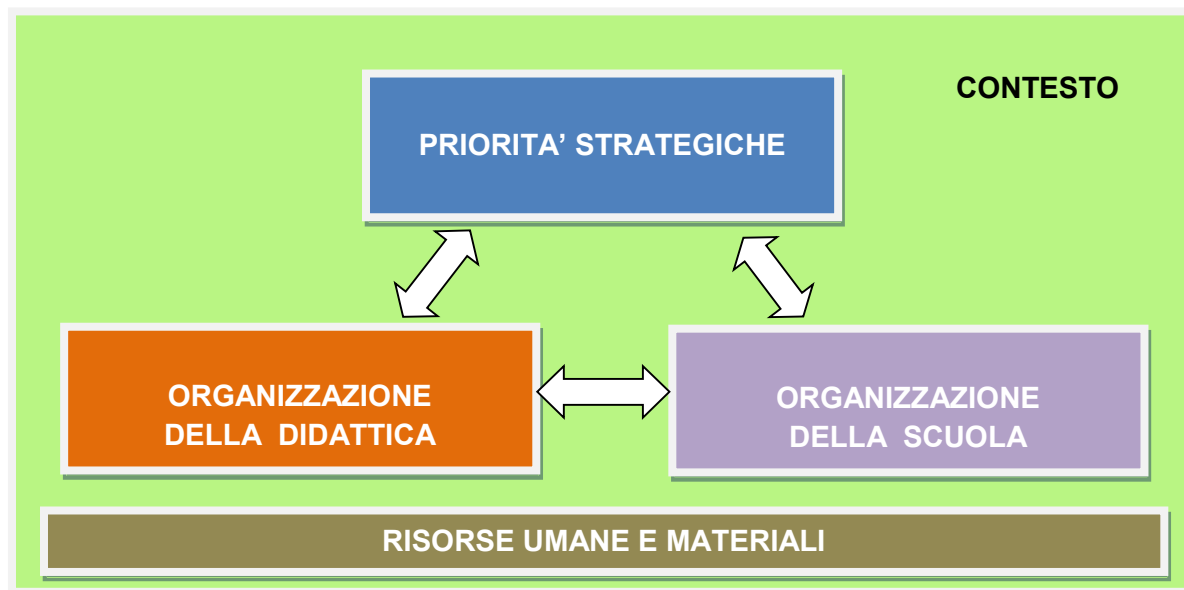 CONTESTO
PRIORITA’ STRATEGICHE
ORGANIZZAZIONE
DELLA DIDATTICA
ORGANIZZAZIONE
DELLA SCUOLA
RISORSE UMANE E MATERIALI